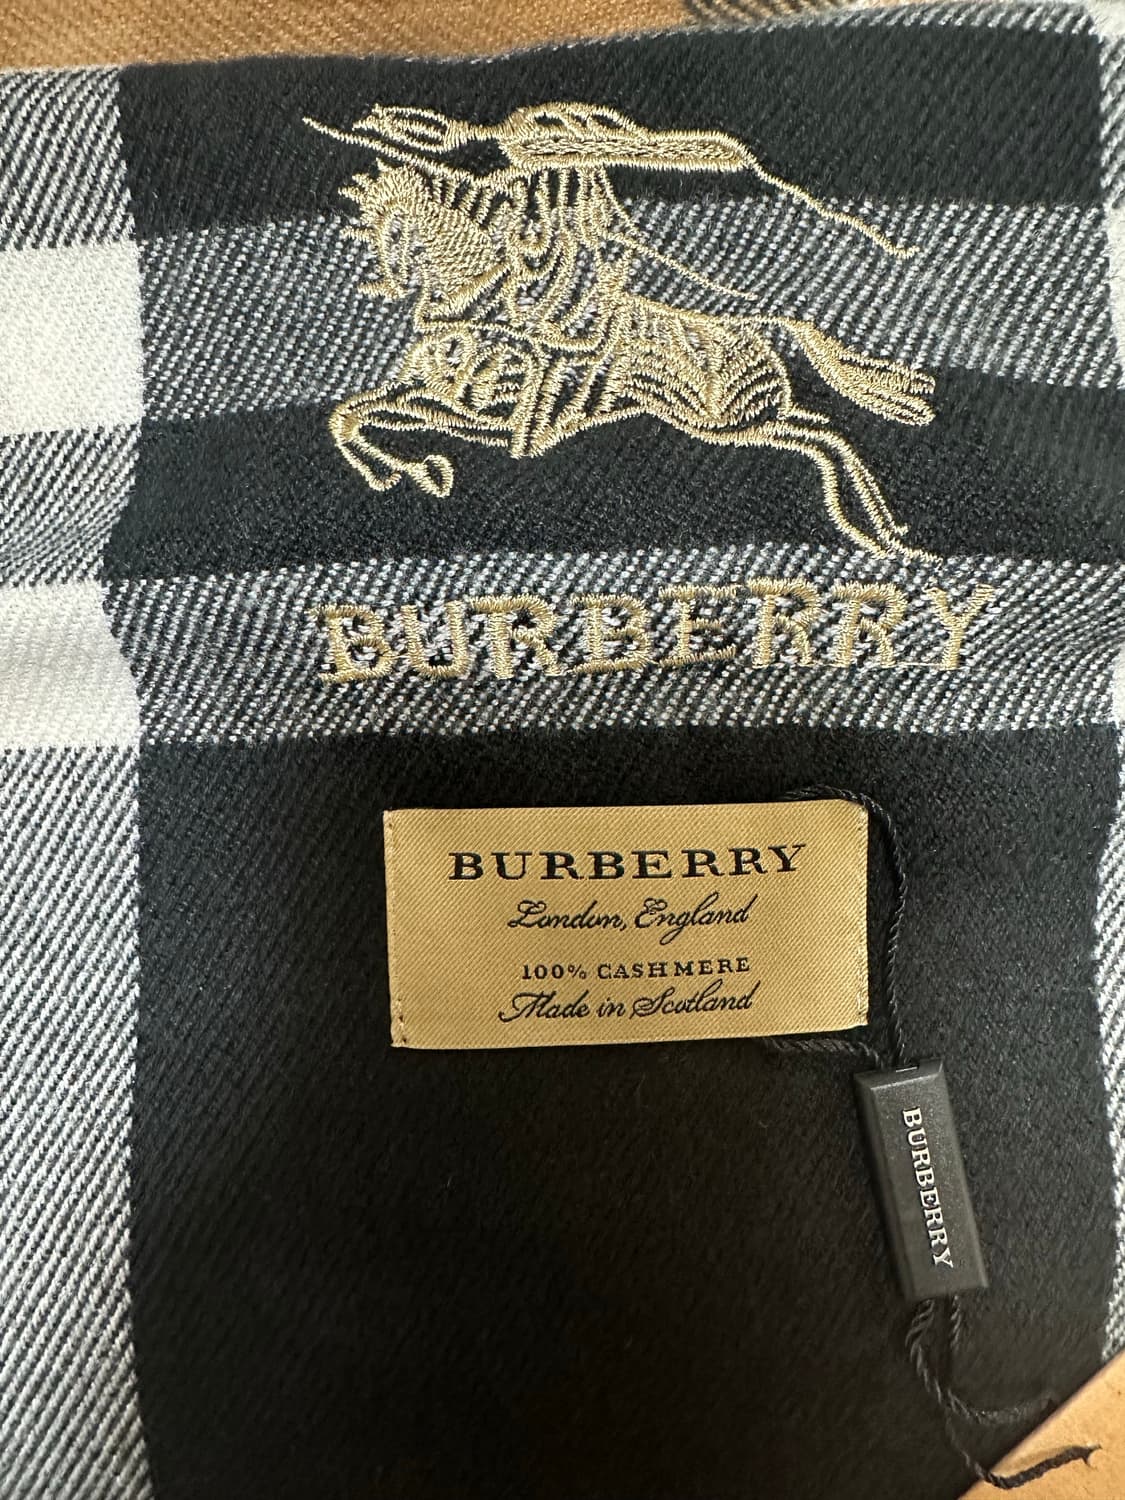 BURBERRY
BURBERRY
London, England
100% CASHMERE
Made in Scotland
BURBERRY